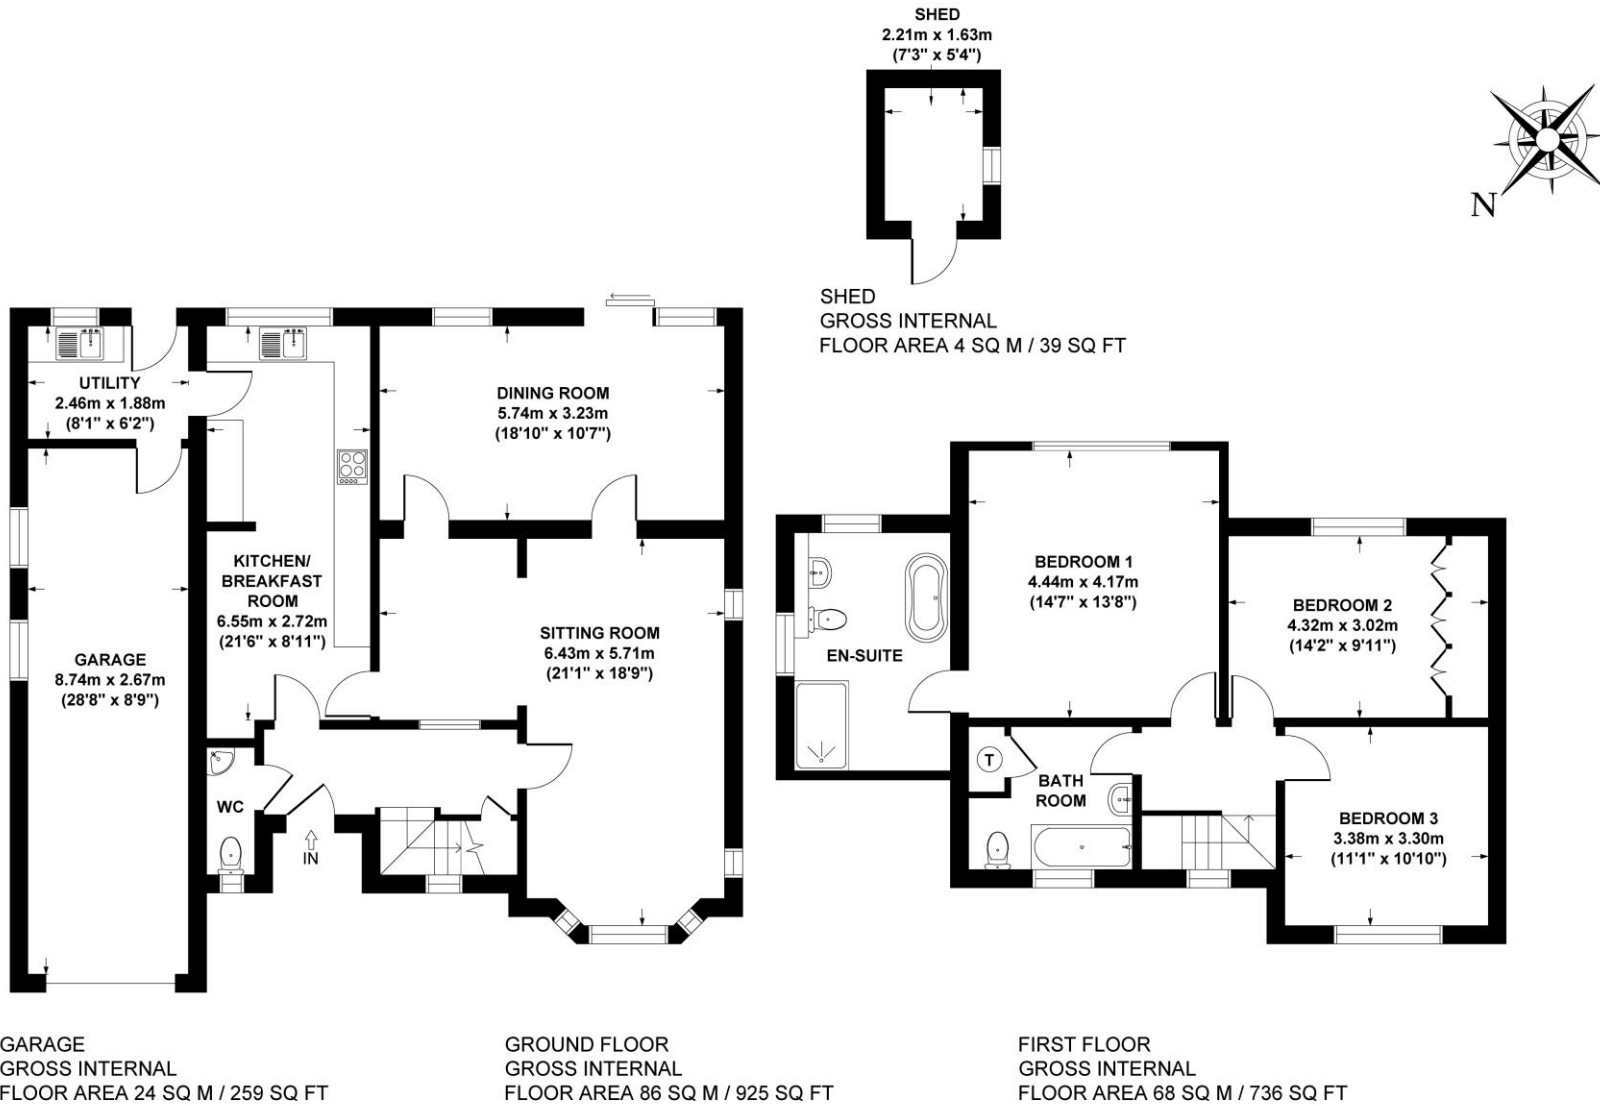 SHED
2.21m x 1.63m
(7'3" x 5'4")
N
SHED
GROSS INTERNAL
FLOOR AREA 4 SQ M / 39 SQ FT
UTILITY
2.46m x 1.88m
(8'1" x 6'2")
DINING ROOM
5.74m x 3.23m
(18'10" x 10'7")
KITCHEN/
BREAKFAST
ROOM
6.55m x 2.72m
(21'6" x 8'11")
SITTING ROOM
6.43m x 5.71m
(21'1" x 18'9")
GARAGE
8.74m x 2.67m
(28'8" x 8'9")
WC
IN
BEDROOM 1
4.44m x 4.17m
(14'7" x 13'8")
BEDROOM 2
4.32m x 3.02m
(14'2" x 9'11")
EN-SUITE
T
BATH
ROOM
BEDROOM 3
3.38m x 3.30m
(11'1" x 10'10")
GARAGE
GROSS INTERNAL
FLOOR AREA 24 SQ M / 259 SQ FT
GROUND FLOOR
GROSS INTERNAL
FLOOR AREA 86 SQ M / 925 SQ FT
FIRST FLOOR
GROSS INTERNAL
FLOOR AREA 68 SQ M / 736 SQ FT